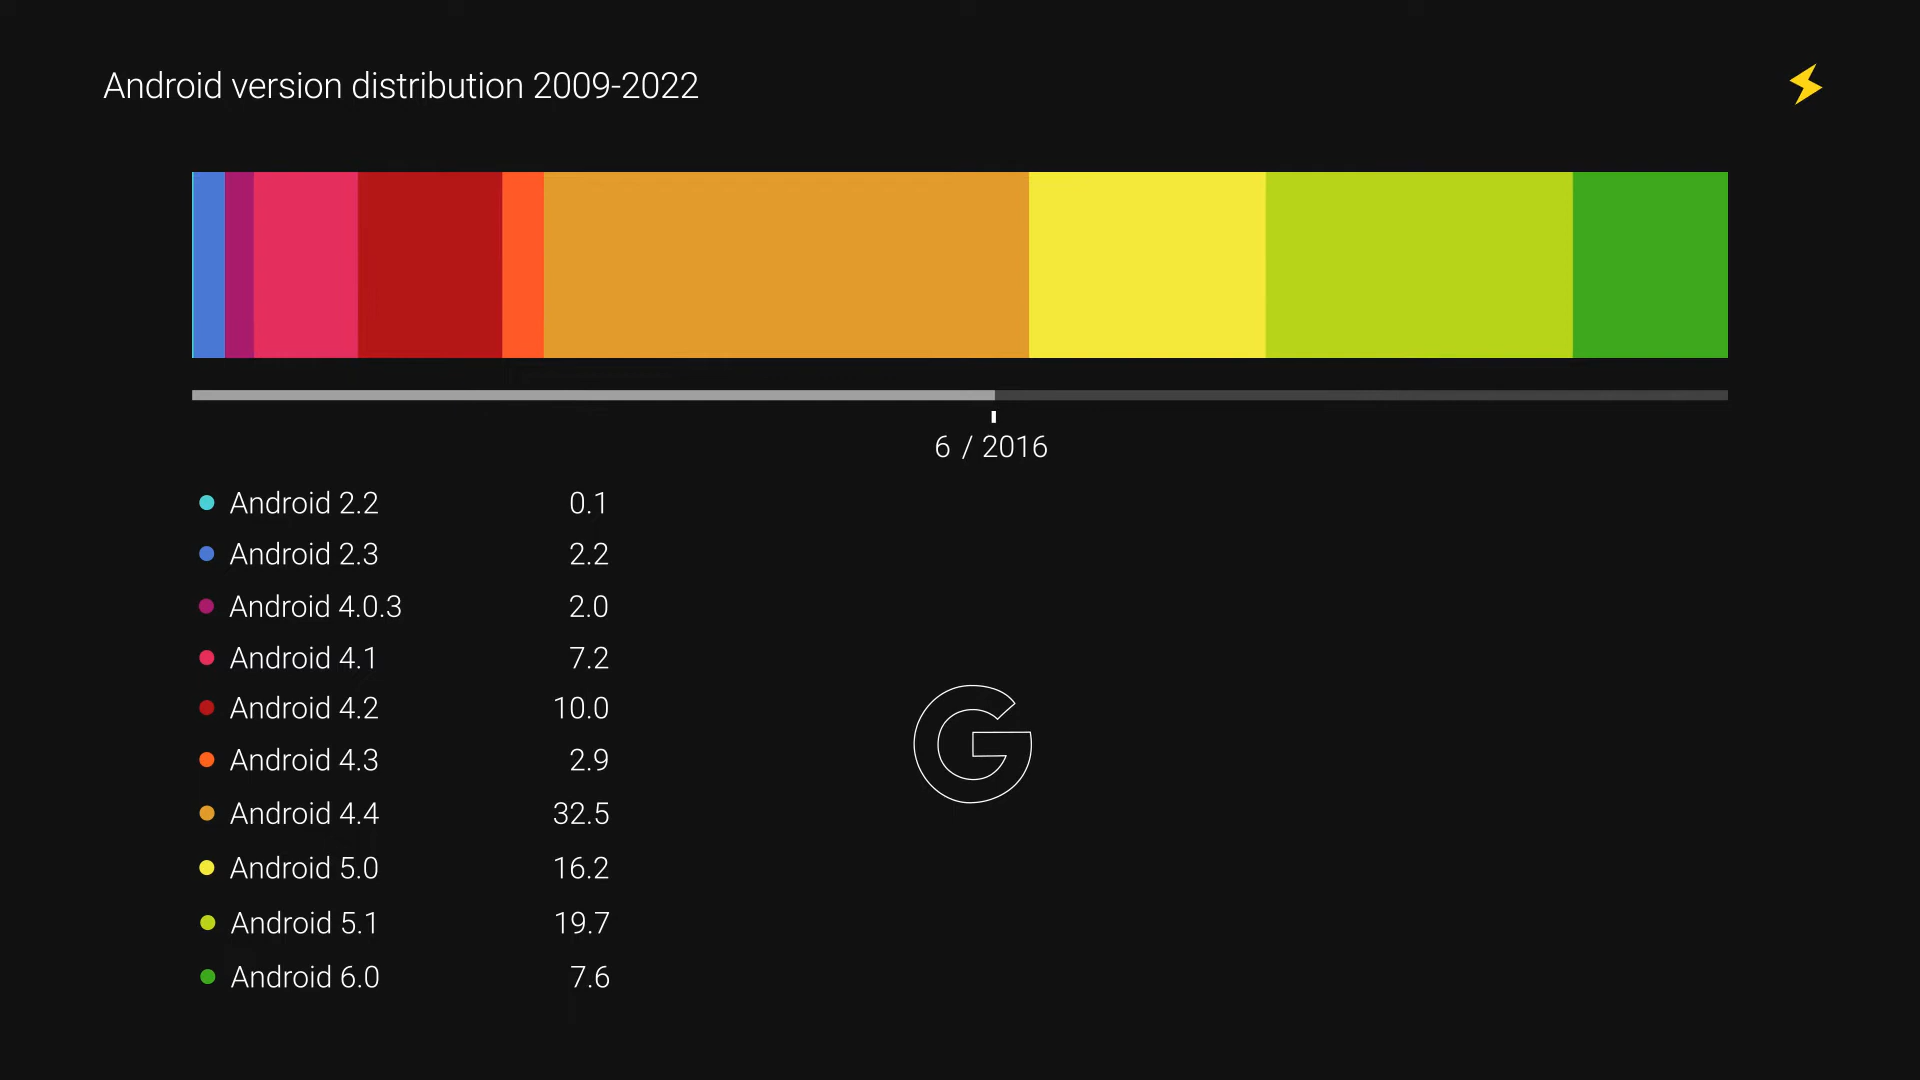 Android version distribution 2009-2022
6 / 2016
Android 2.2 0.1
Android 2.3 2.2
Android 4.0.3 2.0
Android 4.1 7.2
Android 4.2 10.0
Android 4.3 2.9
Android 4.4 32.5
Android 5.0 16.2
Android 5.1 19.7
Android 6.0 7.6
G